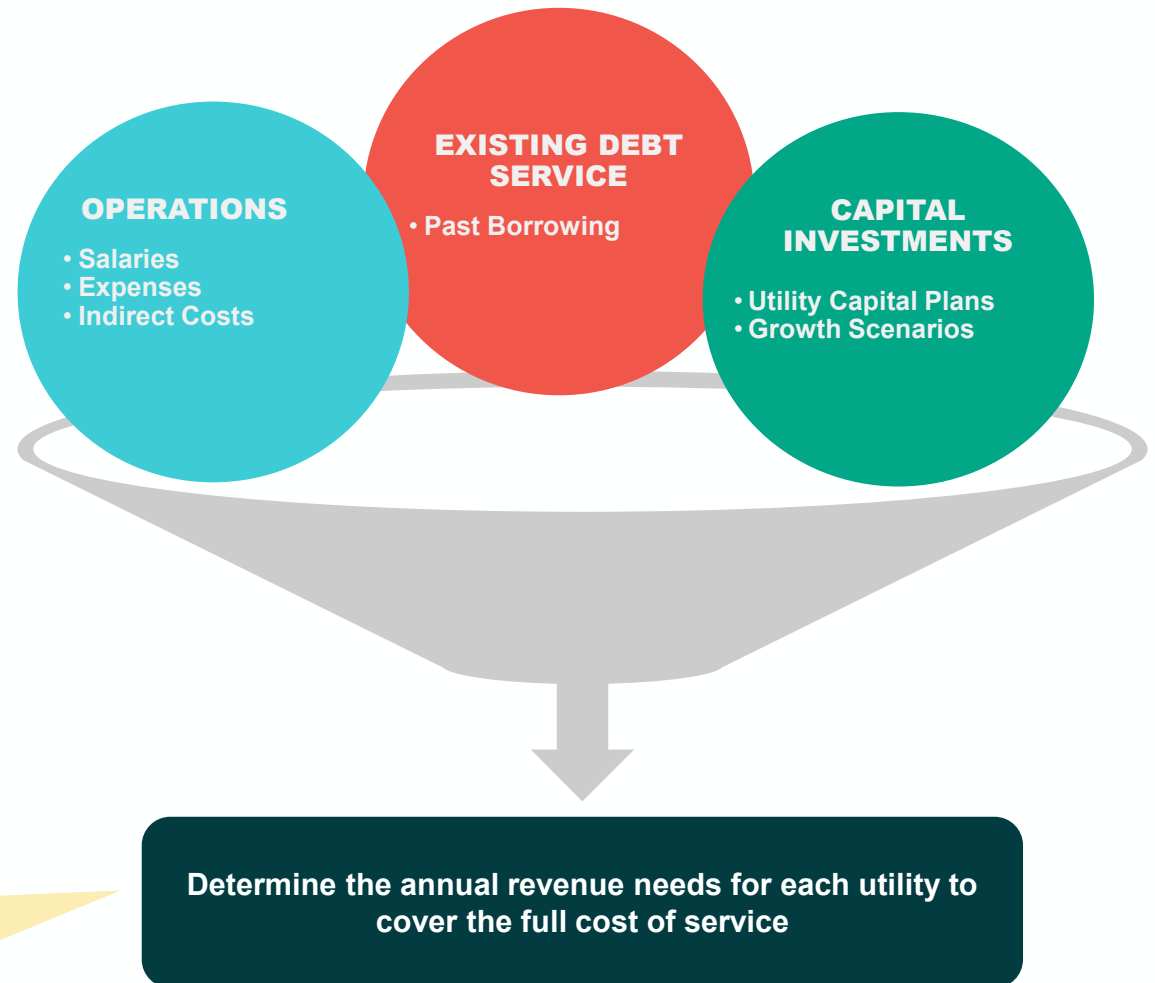 OPERATIONS
• Salaries
• Expenses
• Indirect Costs
EXISTING DEBT
SERVICE
• Past Borrowing
CAPITAL
INVESTMENTS
• Utility Capital Plans
• Growth Scenarios
Determine the annual revenue needs for each utility to
cover the full cost of service